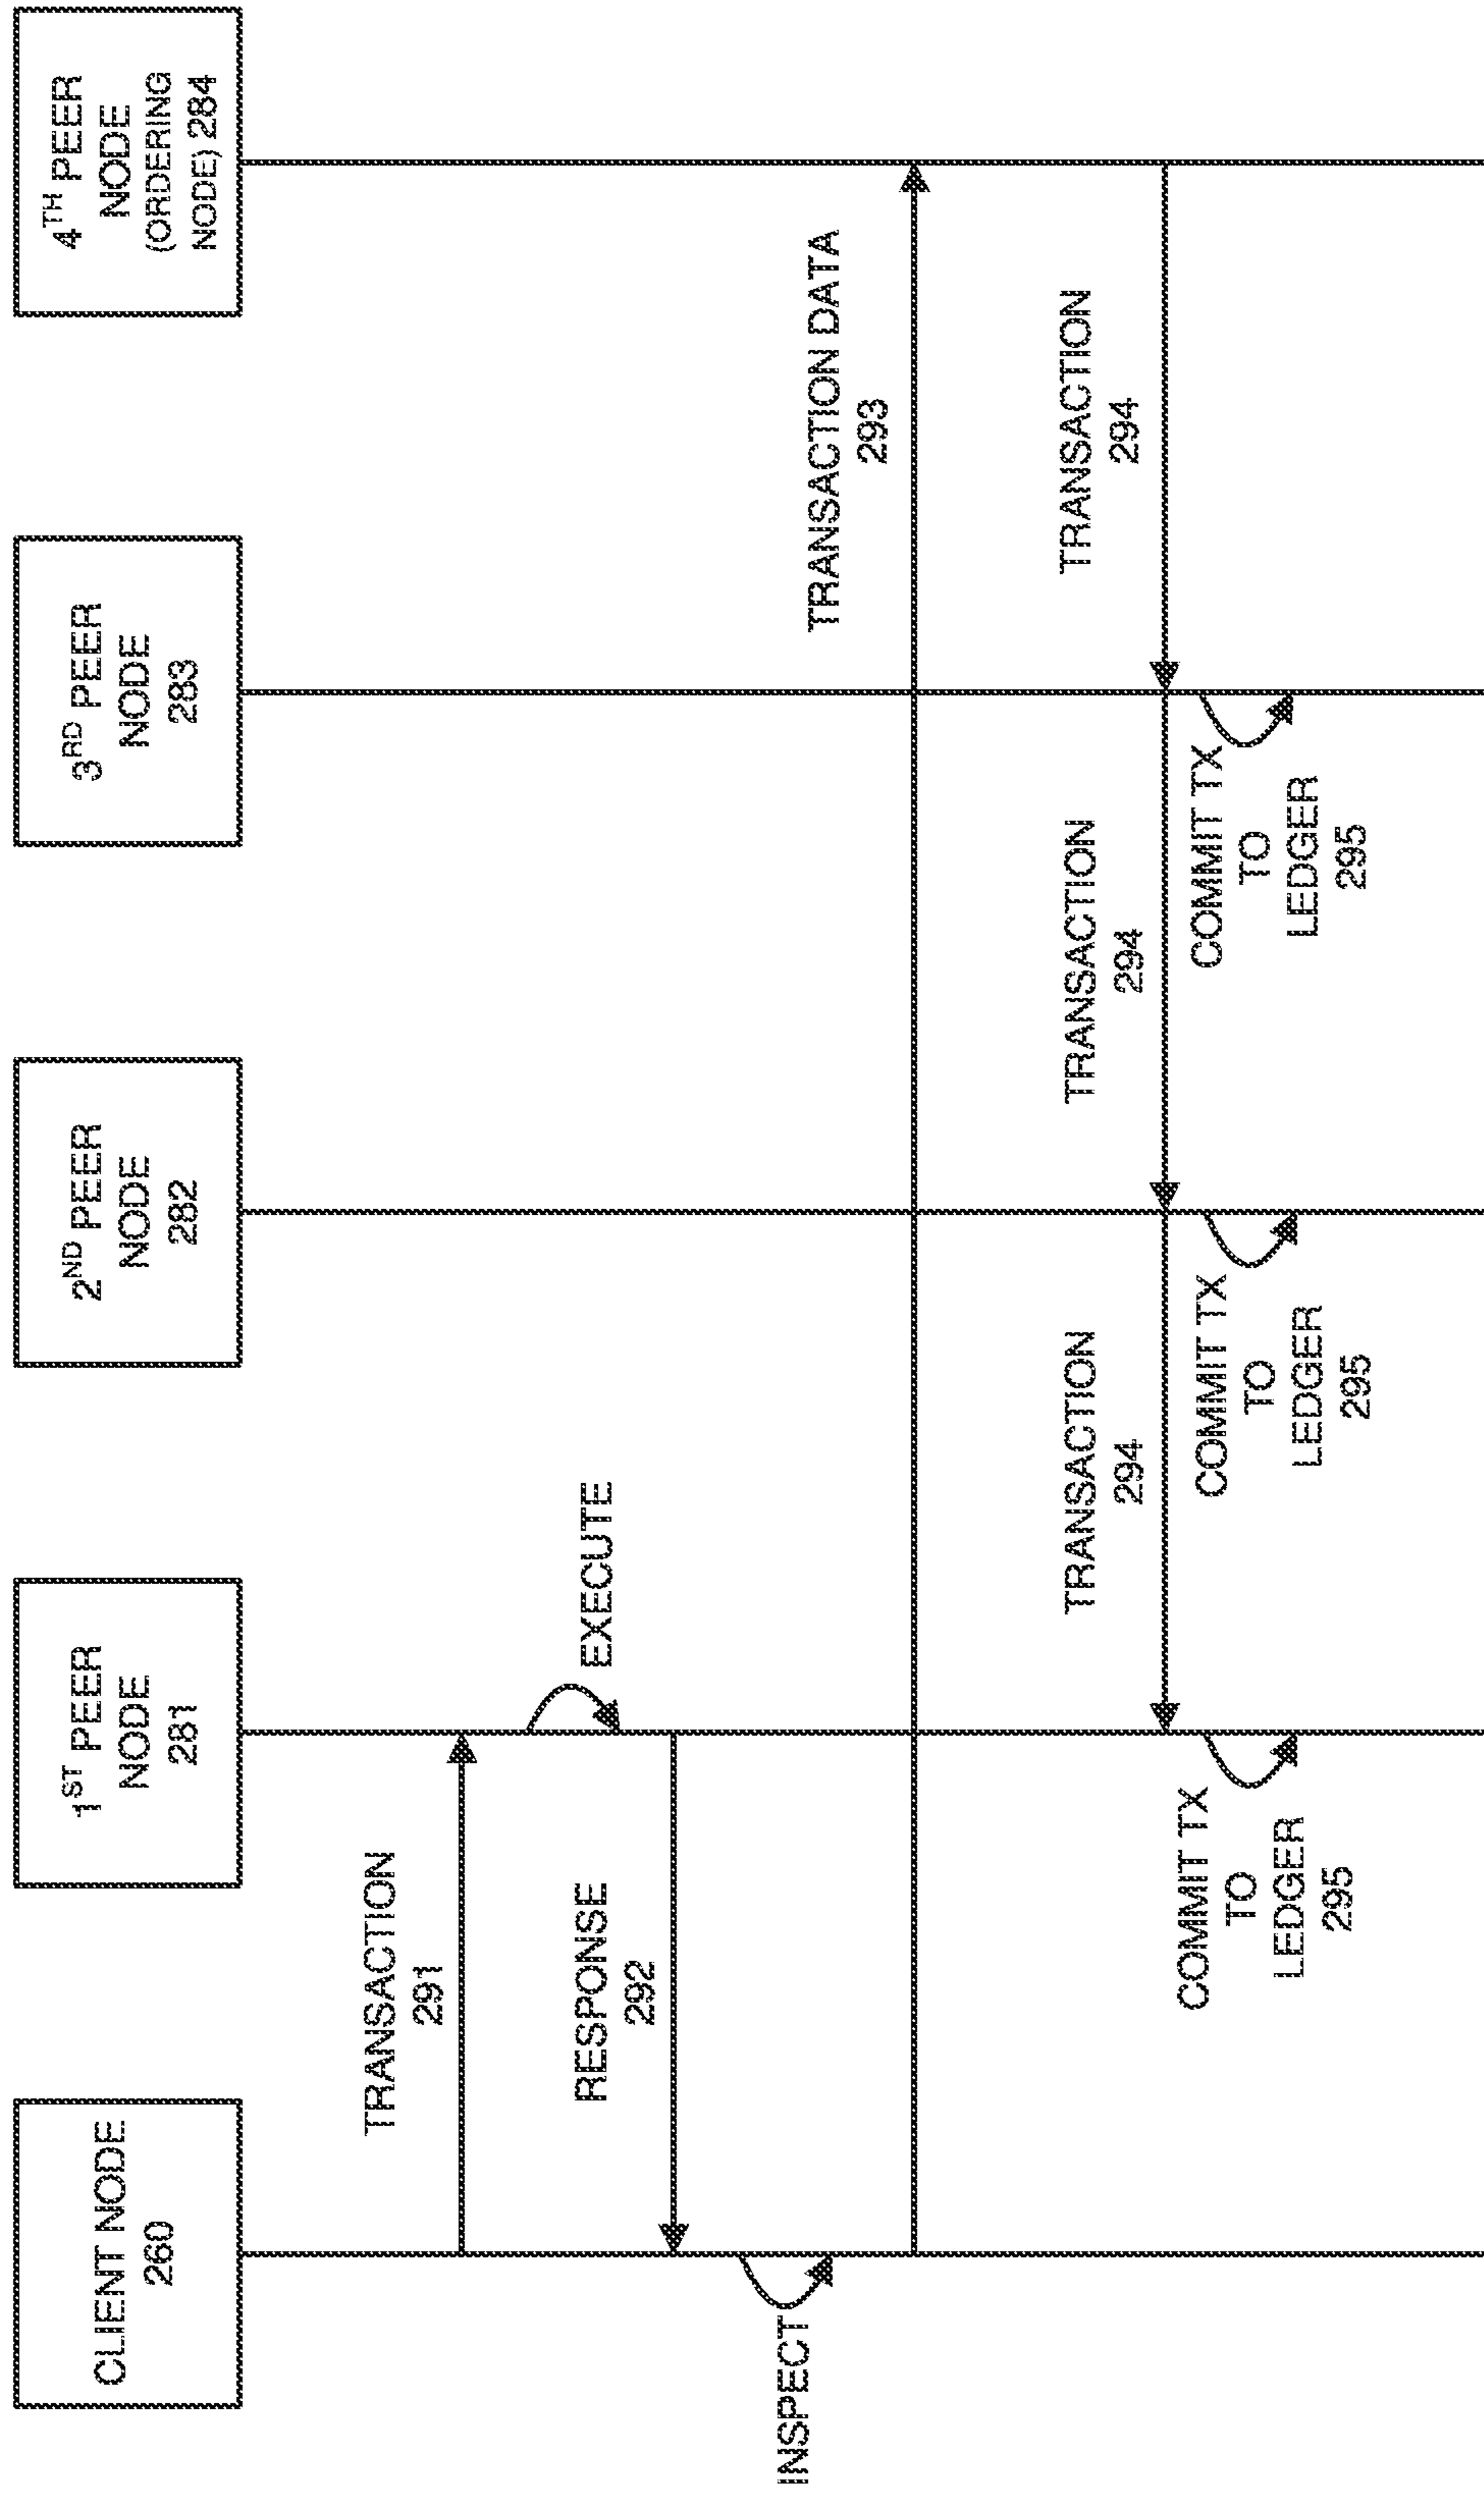 CLIENT NODE
260
1ST PEER
NODE
281
2ND PEER
NODE
282
3RD PEER
NODE
283
4TH PEER
NODE
(ORDERING
NODE) 284
TRANSACTION
291
EXECUTE
RESPONSE
292
INSPECT
TRANSACTION DATA
293
TRANSACTION
294
TRANSACTION
294
TRANSACTION
294
COMMIT TX
TO
LEDGER
295
COMMIT TX
TO
LEDGER
295
COMMIT TX
TO
LEDGER
295